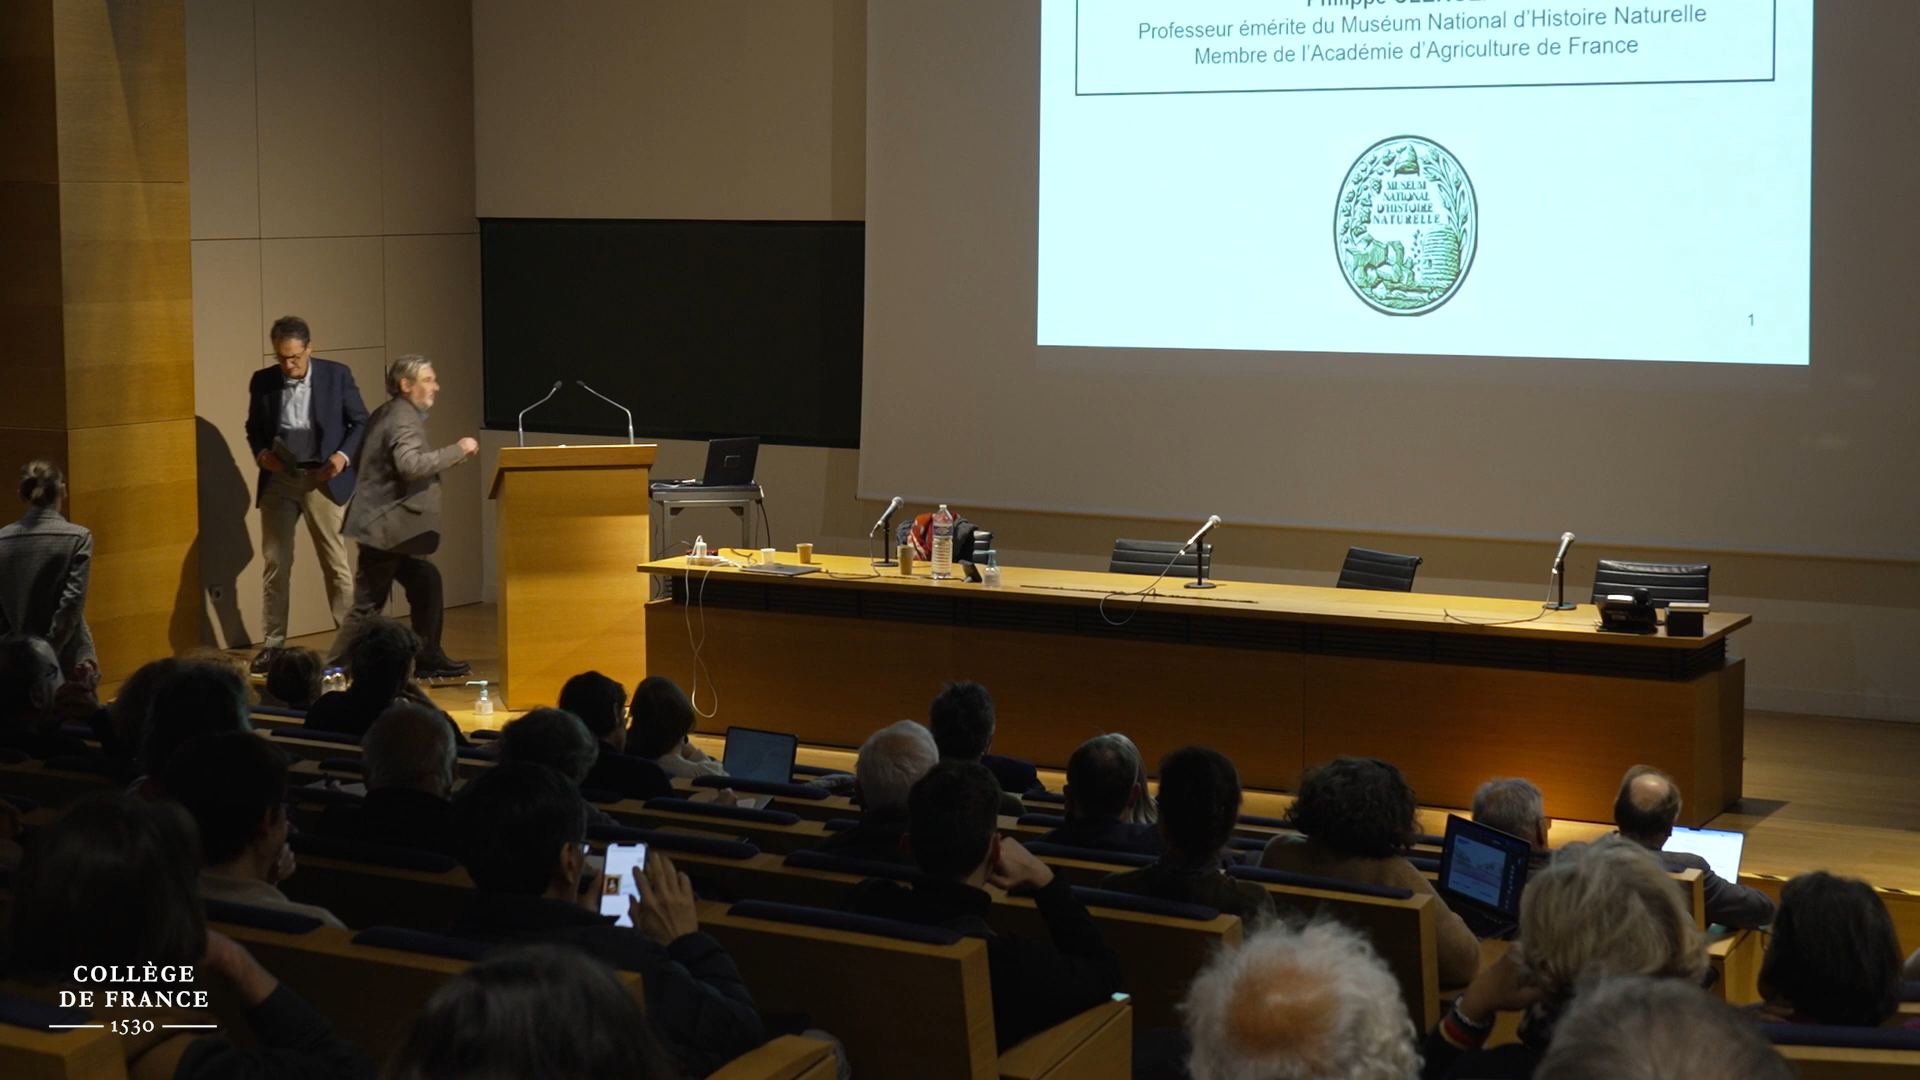 Philippe
Professeur émérite du Muséum National d'Histoire Naturelle
Membre de l'Académie d'Agriculture de France
MUSEUM
NATIONAL
D'HISTOIRE
NATURELLE
1
COLLÈGE
DE FRANCE
1530